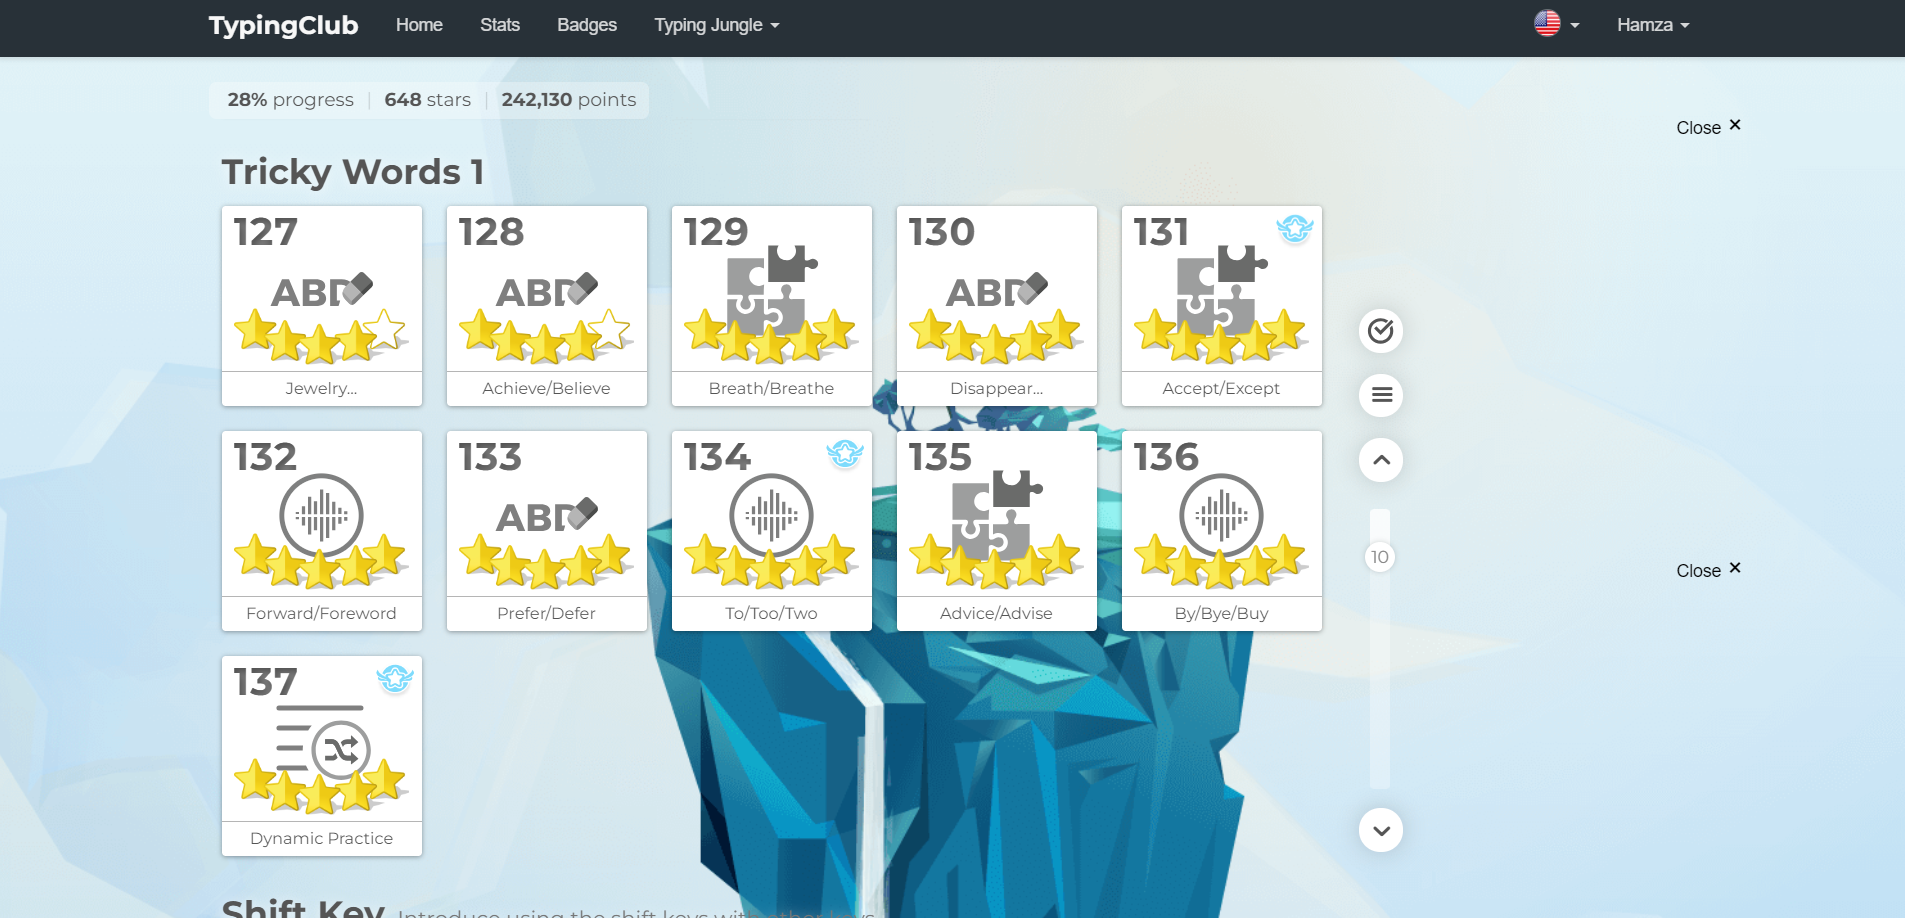 TypingClub Home Stats Badges Typing Jungle Hamza
28% progress | 648 stars | 242,130 points
Close ✕
Tricky Words 1
127 128 129 130 131
ABD ABD ABD
Jewelry... Achieve/Believe Breath/Breathe Disappear... Accept/Except
132 133 134 135 136
ABD
10
Close ✕
Forward/Foreword Prefer/Defer To/Too/Two Advice/Advise By/Bye/Buy
137
Dynamic Practice
Shift Key Introduce using the shift keys with other keys